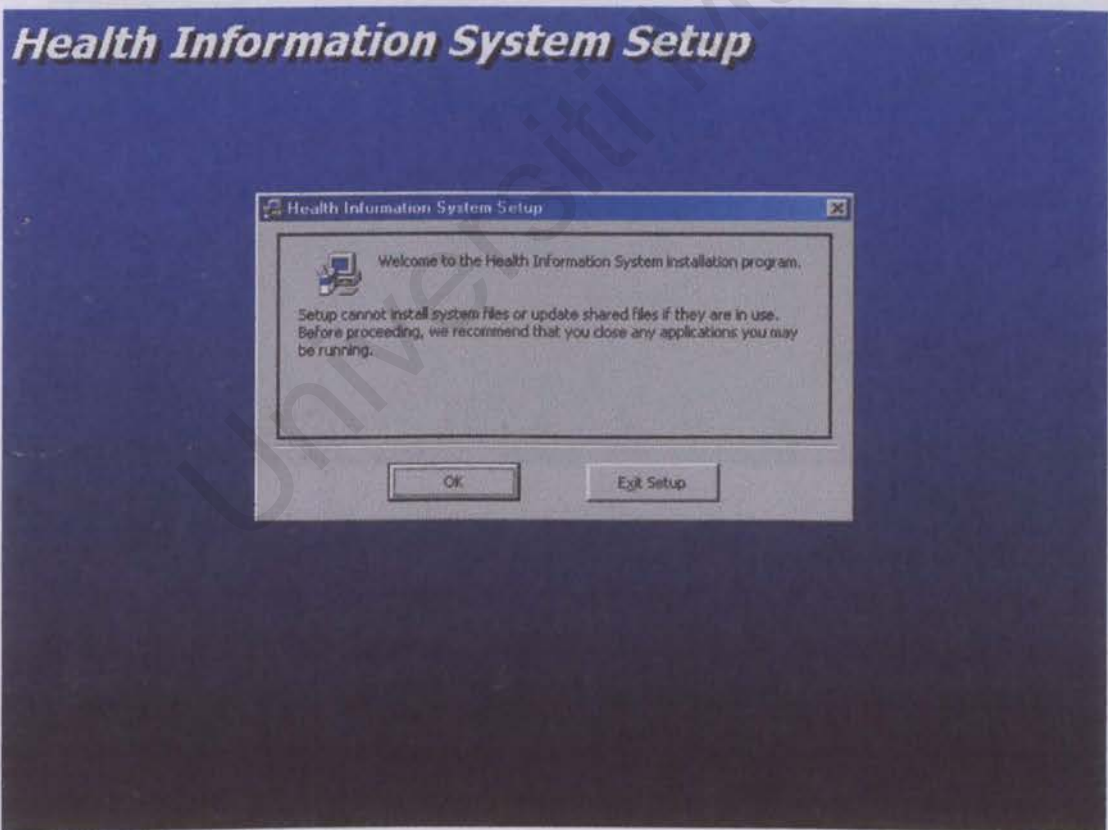 Health Information System Setup
Health Information System Setup
Welcome to the Health Information System installation program.
Setup cannot install system files or update shared files if they are in use.
Before proceeding, we recommend that you close any applications you may
be running.
OK
Exit Setup
Universiti